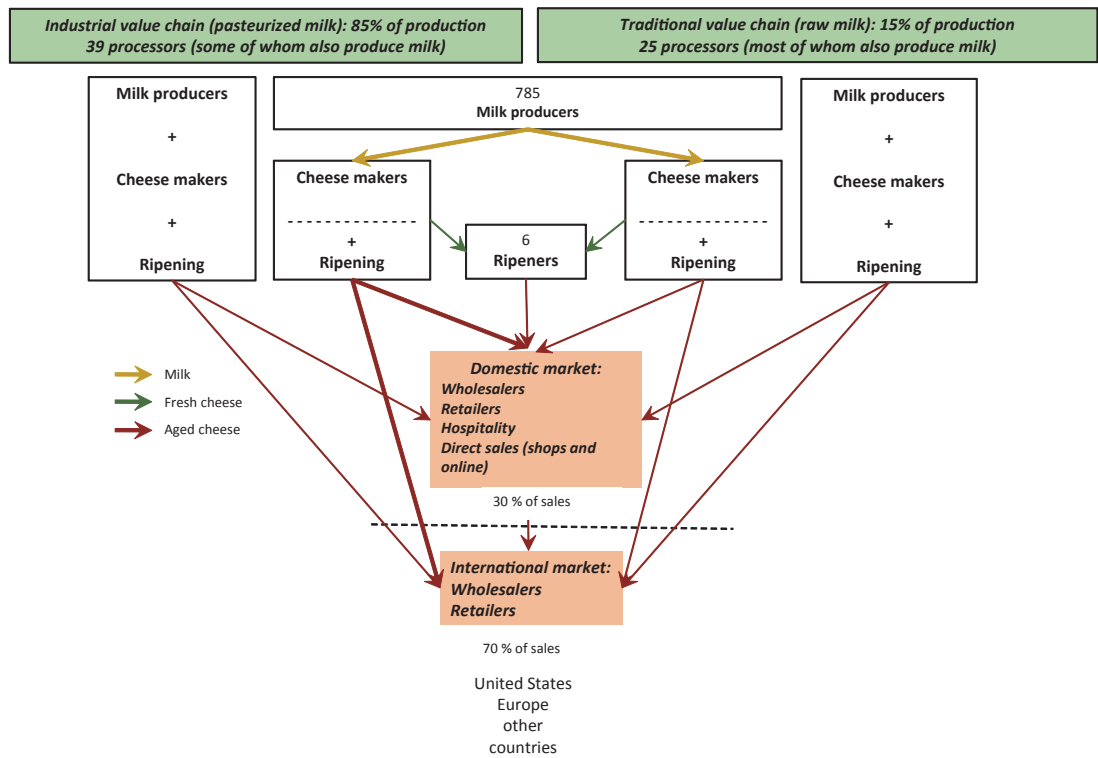 Industrial value chain (pasteurized milk): 85% of production
39 processors (some of whom also produce milk)
Traditional value chain (raw milk): 15% of production
25 processors (most of whom also produce milk)
Milk producers
+
Cheese makers
+
Ripening
785
Milk producers
Cheese makers
+
Ripening
6
Ripeners
Cheese makers
+
Ripening
Milk producers
+
Cheese makers
+
Ripening
Milk
Fresh cheese
Aged cheese
Domestic market:
Wholesalers
Retailers
Hospitality
Direct sales (shops and
online)
30 % of sales
International market:
Wholesalers
Retailers
70 % of sales
United States
Europe
other
countries